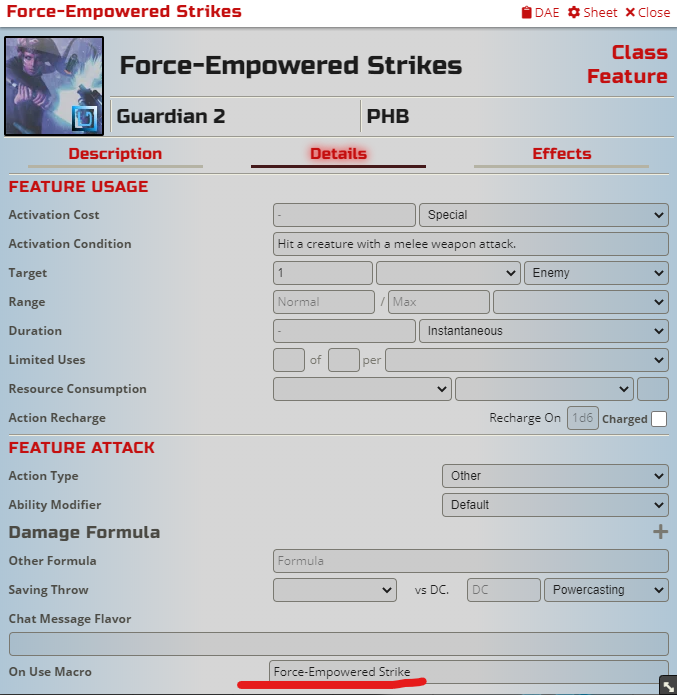 Force-Empowered Strikes DAE Sheet Close
Force-Empowered Strikes Class
Feature
Guardian 2 PHB
Description Details Effects
FEATURE USAGE
Activation Cost - Special
Activation Condition Hit a creature with a melee weapon attack.
Target 1 Enemy
Range Normal / Max
Duration - Instantaneous
Limited Uses of per
Resource Consumption
Action Recharge Recharge On 1d6 Charged
FEATURE ATTACK
Action Type Other
Ability Modifier Default
Damage Formula
Other Formula Formula
Saving Throw vs DC. DC Powercasting
Chat Message Flavor
On Use Macro Force-Empowered Strike